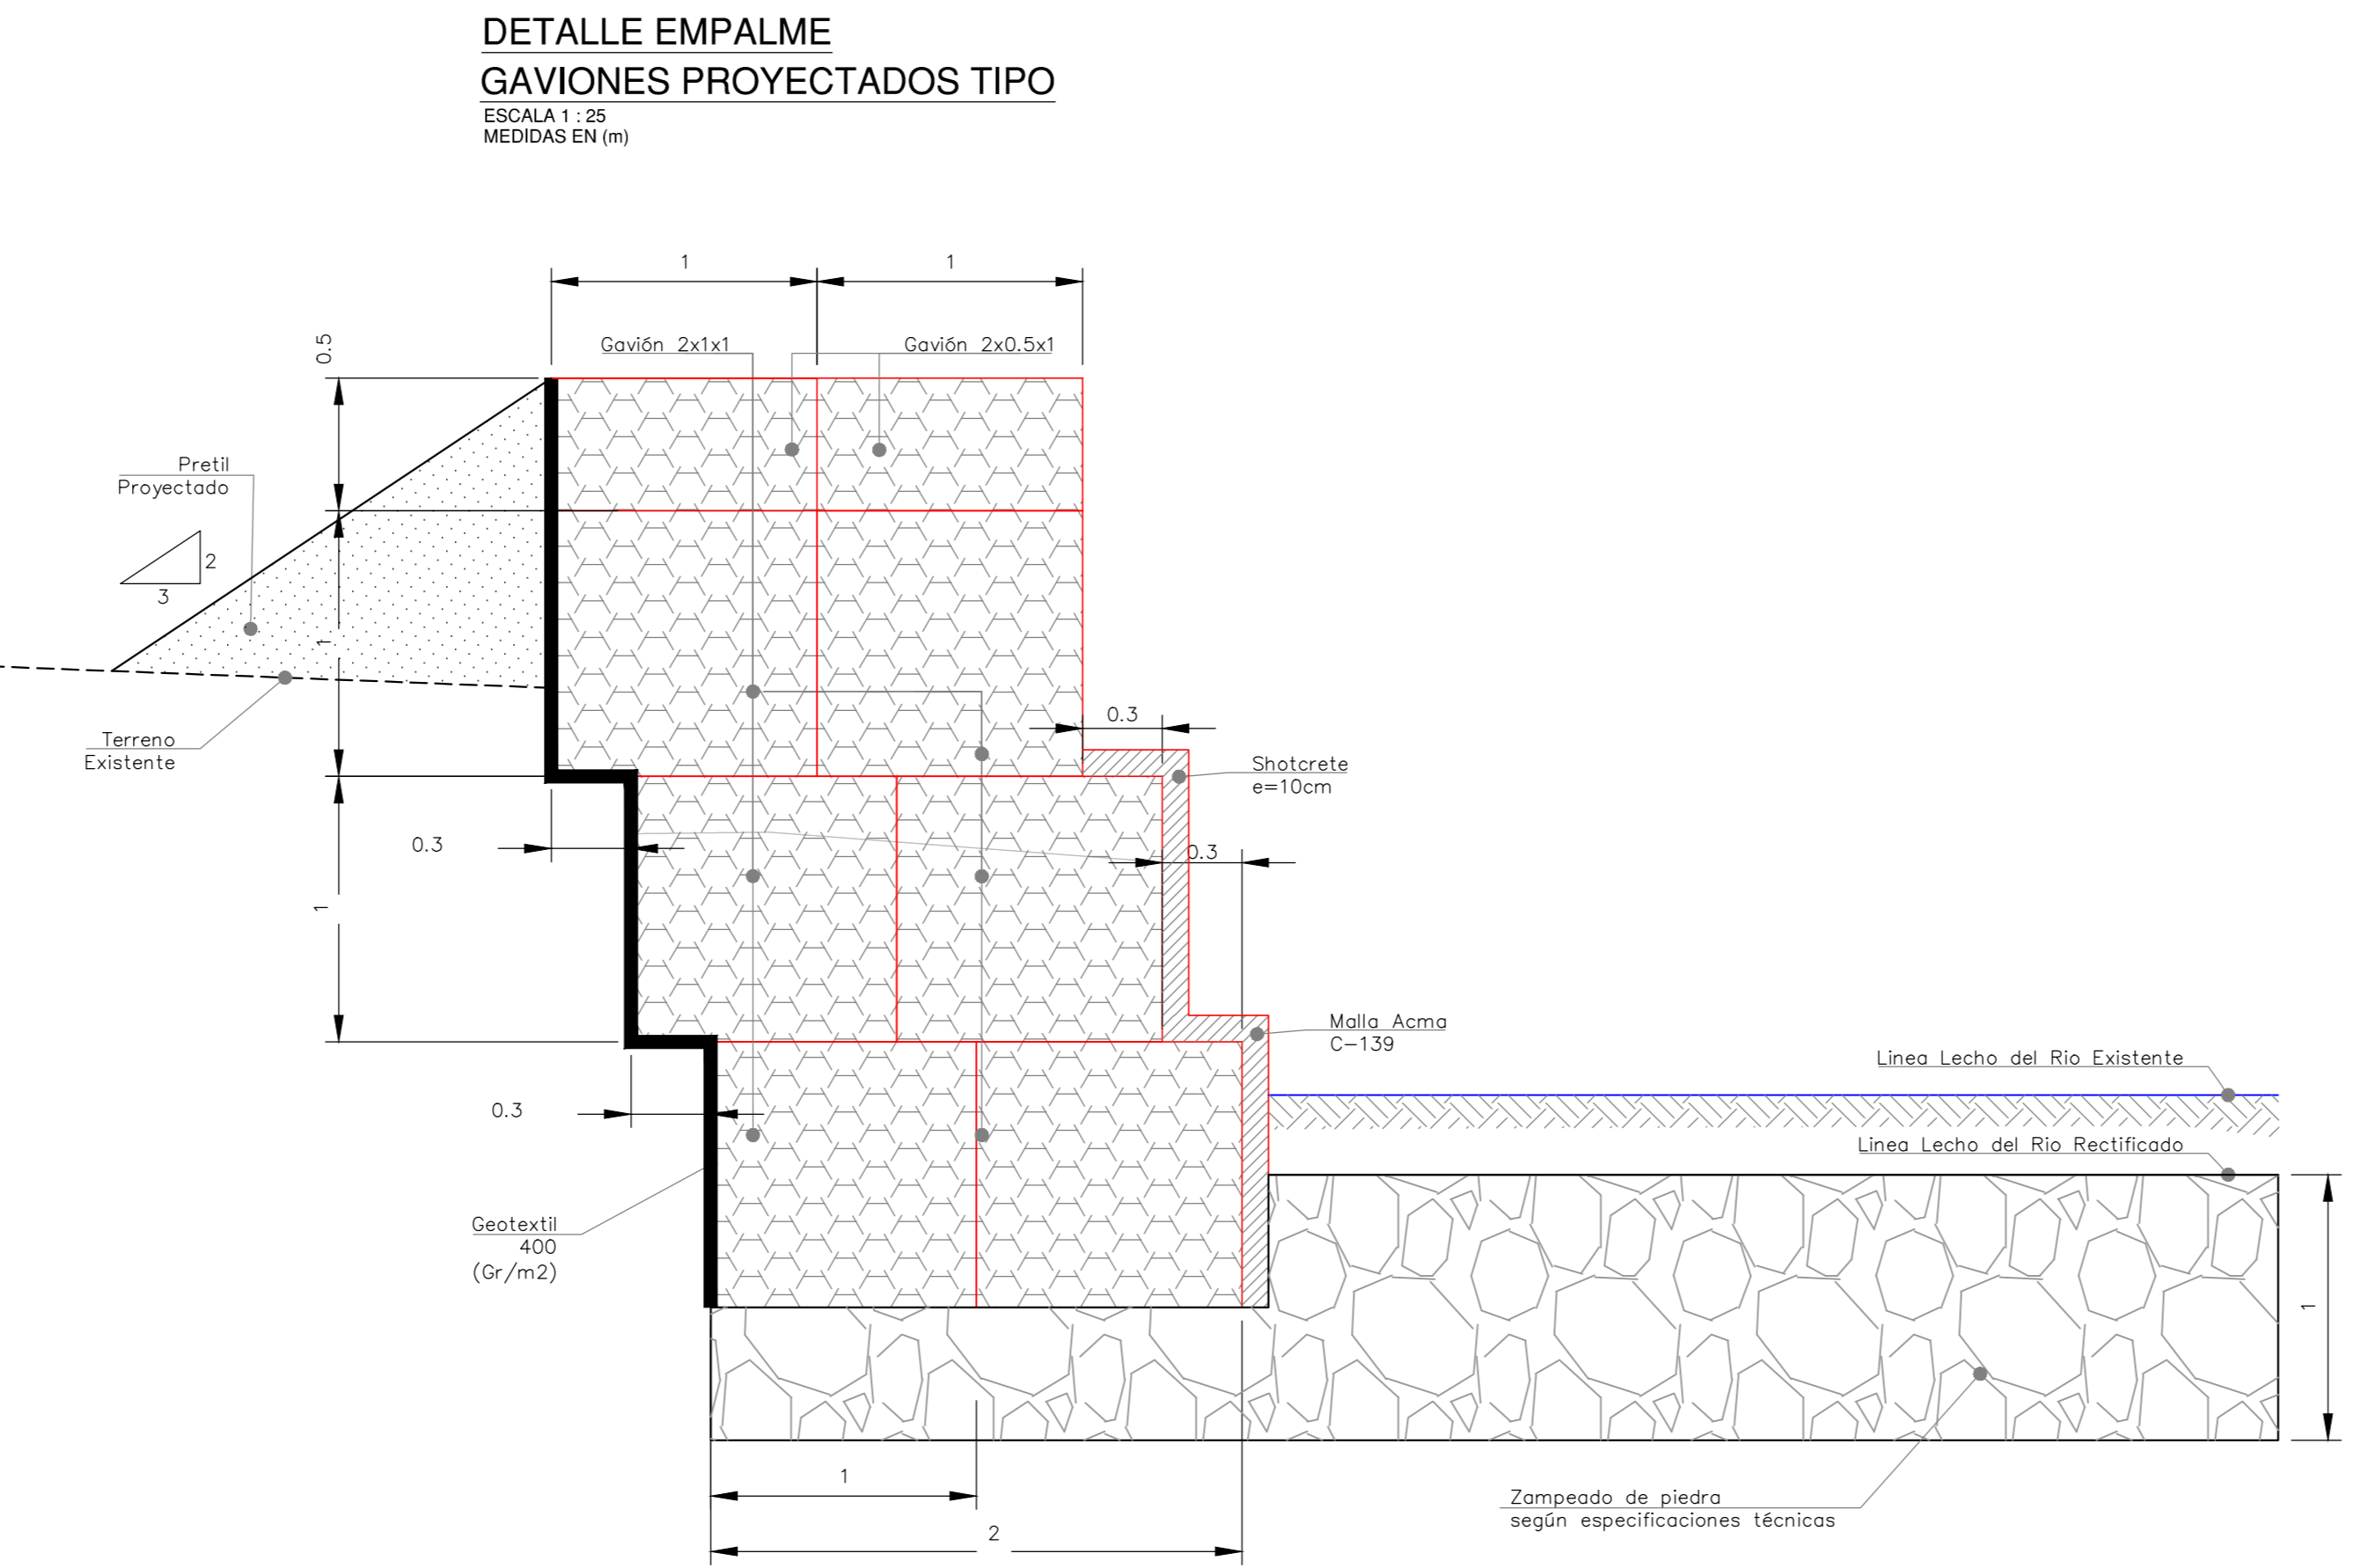 DETALLE EMPALME
GAVIONES PROYECTADOS TIPO
ESCALA 1 : 25
MEDIDAS EN (m)
1
1
0.5
Gavión 2x1x1
Gavión 2x0.5x1
Pretil
Proyectado
2
3
1
Terreno
Existente
0.3
Shotcrete
e=10cm
0.3
0.3
1
Malla Acma
C-139
Linea Lecho del Rio Existente
0.3
Linea Lecho del Rio Rectificado
Geotextil
400
(Gr/m2)
1
1
Zampeado de piedra
según especificaciones técnicas
2